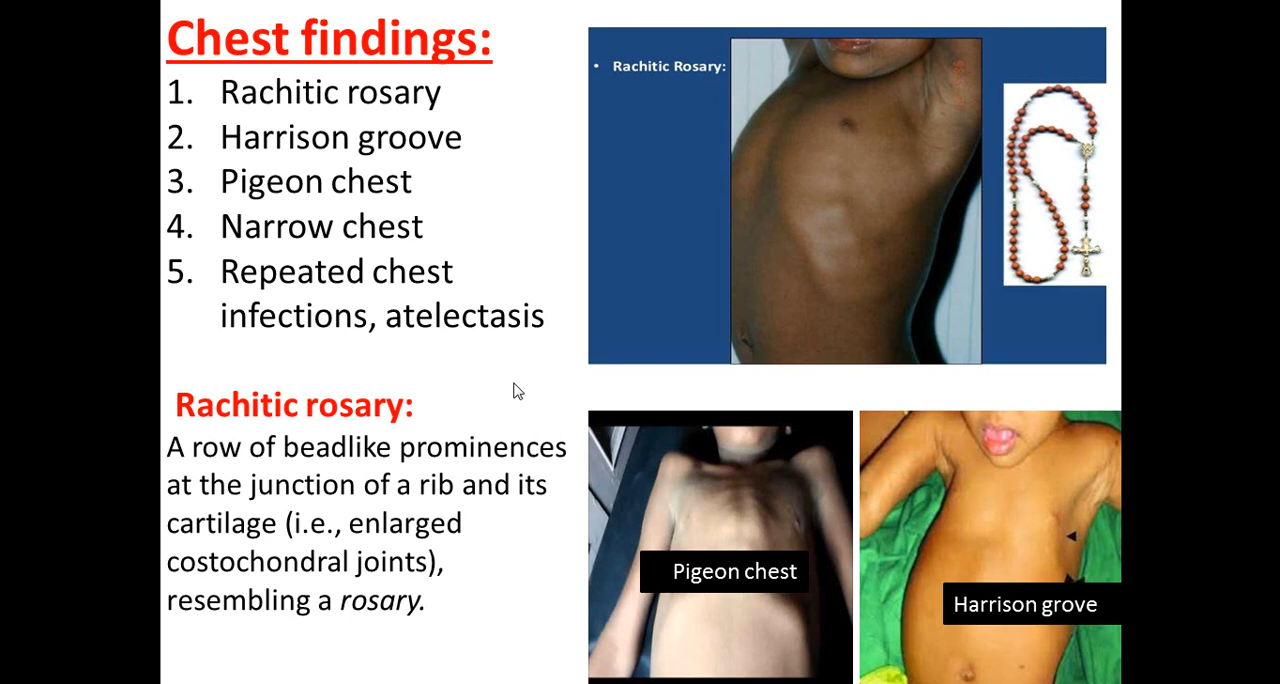 Chest findings:
1. Rachitic rosary
2. Harrison groove
3. Pigeon chest
4. Narrow chest
5. Repeated chest
infections, atelectasis
Rachitic rosary:
A row of beadlike prominences
at the junction of a rib and its
cartilage (i.e., enlarged
costochondral joints),
resembling a rosary.
• Rachitic Rosary:
Pigeon chest
Harrison grove